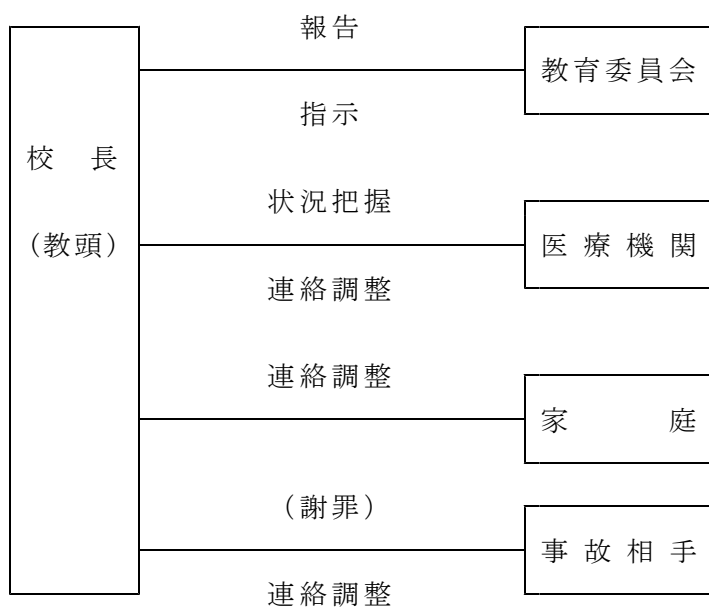 報告
教育委員会
指示
校長
状況把握
(教頭)
医療機関
連絡調整
連絡調整
家庭
(謝罪)
事故相手
連絡調整